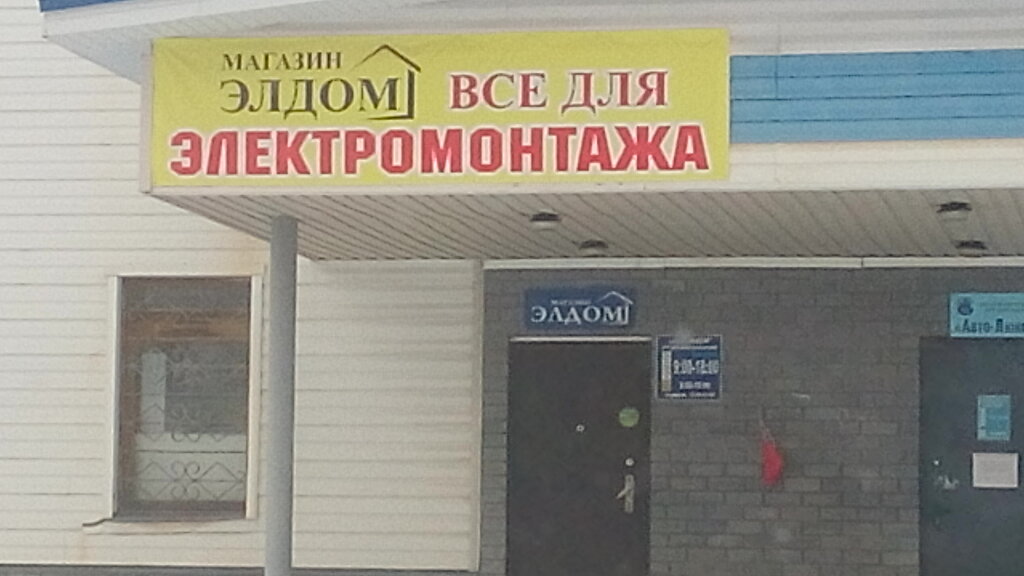 МАГАЗИН
ЭЛДОМ
ВСЕ ДЛЯ
ЭЛЕКТРОМОНТАЖА
МАГАЗИН
ЭЛДОМ
9:00-18:00